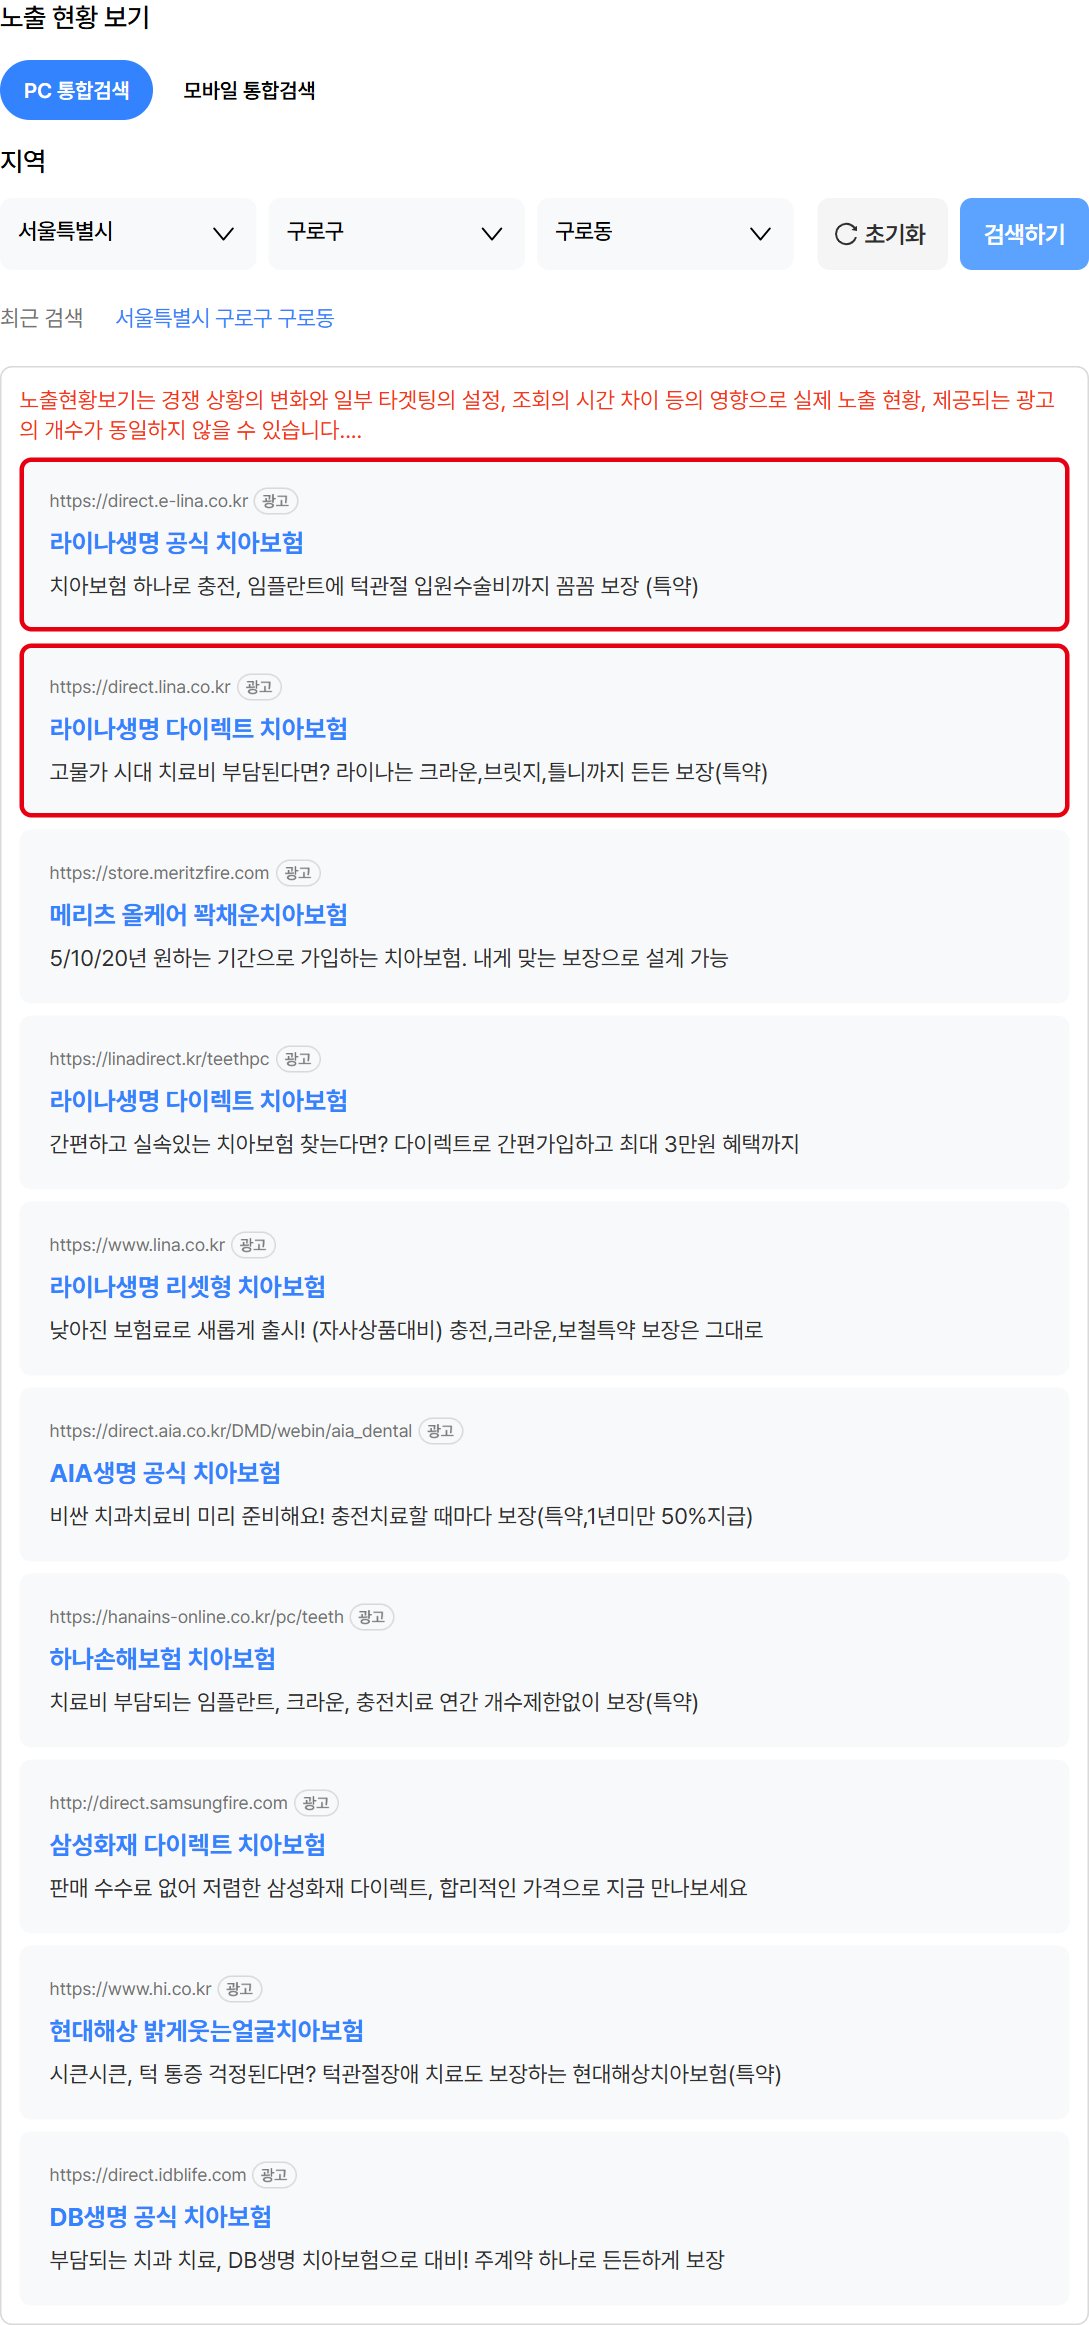 노출 현황 보기
PC 통합검색 모바일 통합검색
지역
서울특별시 구로구 구로동 초기화 검색하기
최근 검색 서울특별시 구로구 구로동
노출현황보기는 경쟁 상황의 변화와 일부 타겟팅의 설정, 조회의 시간 차이 등의 영향으로 실제 노출 현황, 제공되는 광고
의 개수가 동일하지 않을 수 있습니다....
https://direct.e-lina.co.kr 광고
라이나생명 공식 치아보험
치아보험 하나로 충전, 임플란트에 턱관절 입원수술비까지 꼼꼼 보장 (특약)
https://direct.lina.co.kr 광고
라이나생명 다이렉트 치아보험
고물가 시대 치료비 부담된다면? 라이나는 크라운,브릿지,틀니까지 든든 보장(특약)
https://store.meritzfire.com 광고
메리츠 올케어 꽉채운치아보험
5/10/20년 원하는 기간으로 가입하는 치아보험. 내게 맞는 보장으로 설계 가능
https://linadirect.kr/teethpc 광고
라이나생명 다이렉트 치아보험
간편하고 실속있는 치아보험 찾는다면? 다이렉트로 간편가입하고 최대 3만원 혜택까지
https://www.lina.co.kr 광고
라이나생명 리셋형 치아보험
낮아진 보험료로 새롭게 출시! (자사상품대비) 충전,크라운,보철특약 보장은 그대로
https://direct.aia.co.kr/DMD/webin/aia_dental 광고
AIA생명 공식 치아보험
비싼 치과치료비 미리 준비해요! 충전치료할 때마다 보장(특약,1년미만 50%지급)
https://hanains-online.co.kr/pc/teeth 광고
하나손해보험 치아보험
치료비 부담되는 임플란트, 크라운, 충전치료 연간 개수제한없이 보장(특약)
http://direct.samsungfire.com 광고
삼성화재 다이렉트 치아보험
판매 수수료 없어 저렴한 삼성화재 다이렉트, 합리적인 가격으로 지금 만나보세요
https://www.hi.co.kr 광고
현대해상 밝게웃는얼굴치아보험
시큰시큰, 턱 통증 걱정된다면? 턱관절장애 치료도 보장하는 현대해상치아보험(특약)
https://direct.idblife.com 광고
DB생명 공식 치아보험
부담되는 치과 치료, DB생명 치아보험으로 대비! 주계약 하나로 든든하게 보장